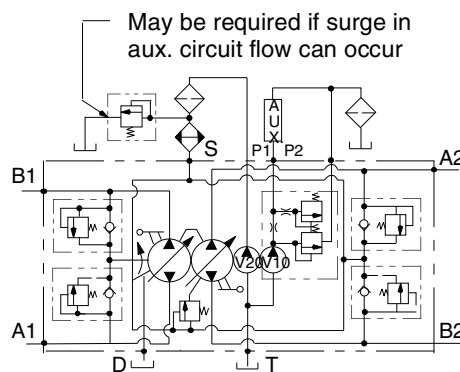 May be required if surge in
aux. circuit flow can occur
AUX
S
P1
P2
A2
B1
V20
V10
A1
B2
D
T